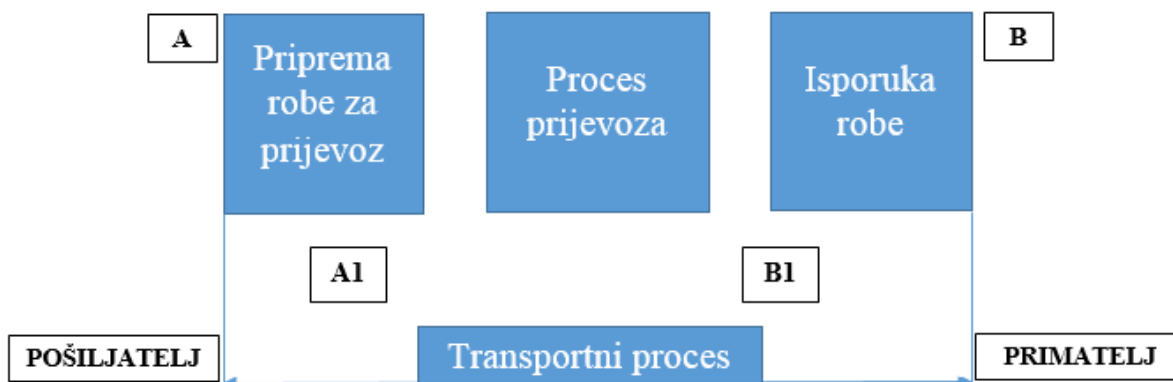 A
Priprema
robe za
prijevoz
Proces
prijevoza
Isporuka
robe
B
A1
B1
POŠILJATELJ
Transportni proces
PRIMATELJ